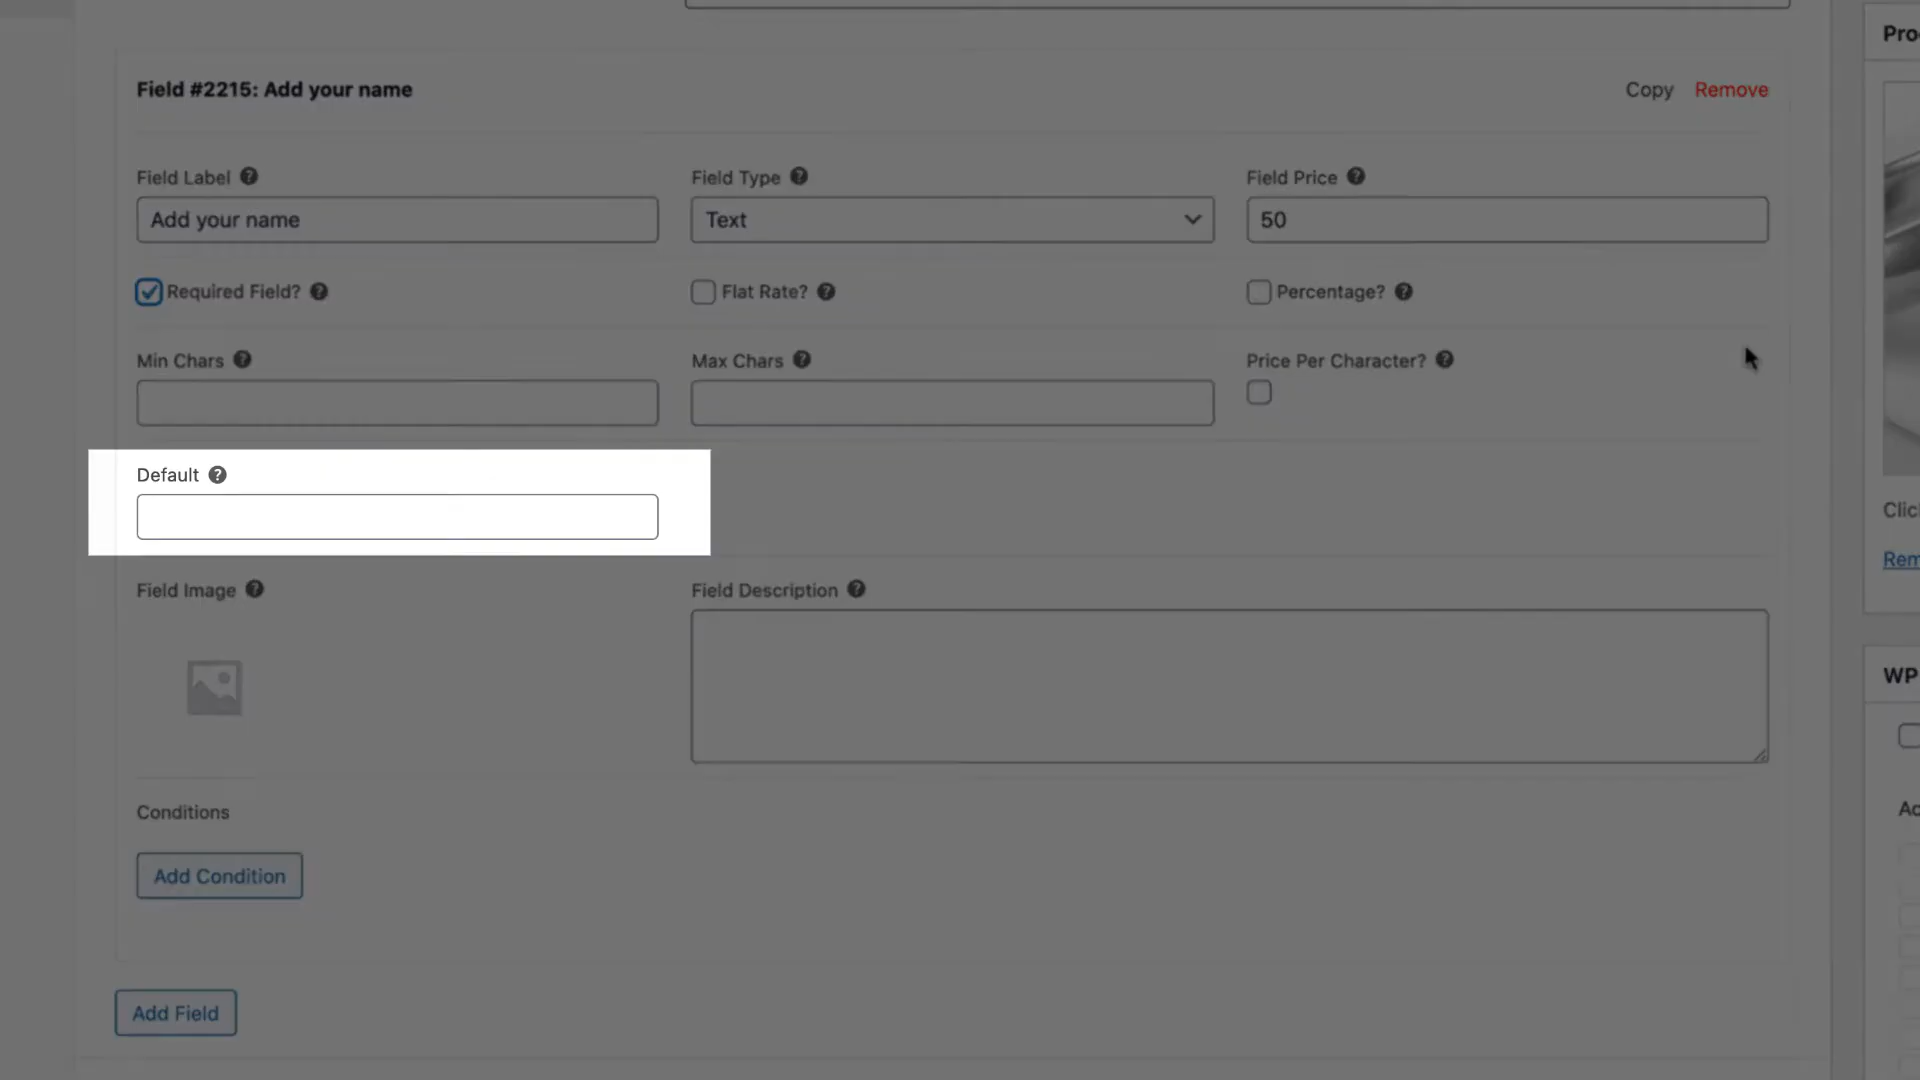 Pro
Field #2215: Add your name
Copy Remove
Field Label
Field Type
Field Price
Add your name
Text
50
Required Field?
Flat Rate?
Percentage?
Min Chars
Max Chars
Price Per Character?
Default
Clic
Rem
Field Image
Field Description
WP
Conditions
Ac
Add Condition
Add Field